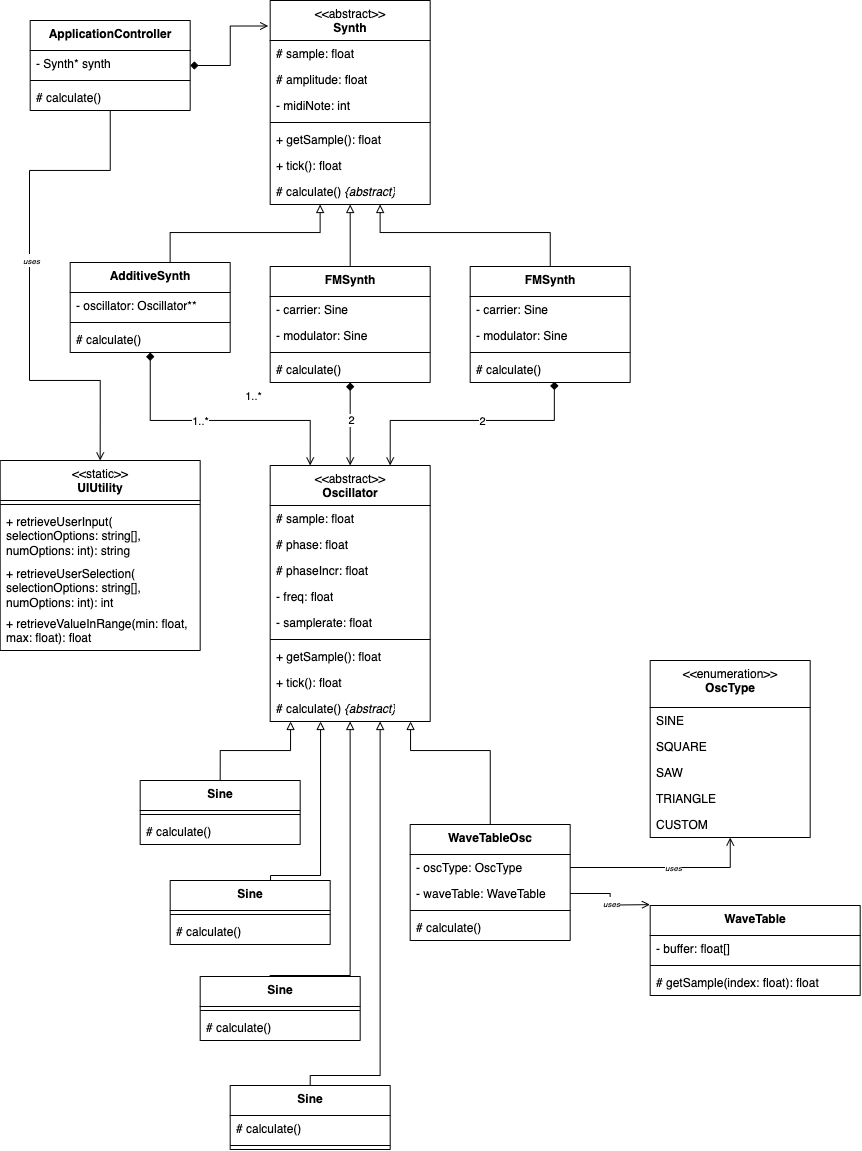 ApplicationController
- Synth* synth
# calculate()
<<abstract>>
Synth
# sample: float
# amplitude: float
- midiNote: int
+ getSample(): float
+ tick(): float
# calculate() {abstract}
uses
AdditiveSynth
- oscillator: Oscillator**
# calculate()
FMSynth
- carrier: Sine
- modulator: Sine
# calculate()
FMSynth
- carrier: Sine
- modulator: Sine
# calculate()
1..*
1..*
2
2
<<static>>
UIUtility
+ retrieveUserInput(
selectionOptions: string[],
numOptions: int): string
+ retrieveUserSelection(
selectionOptions: string[],
numOptions: int): int
+ retrieveValueInRange(min: float,
max: float): float
<<abstract>>
Oscillator
# sample: float
# phase: float
# phaseIncr: float
- freq: float
- samplerate: float
+ getSample(): float
+ tick(): float
# calculate() {abstract}
<<enumeration>>
OscType
SINE
SQUARE
SAW
TRIANGLE
CUSTOM
Sine
# calculate()
WaveTableOsc
- oscType: OscType
- waveTable: WaveTable
# calculate()
uses
uses
Sine
# calculate()
WaveTable
- buffer: float[]
# getSample(index: float): float
Sine
# calculate()
Sine
# calculate()